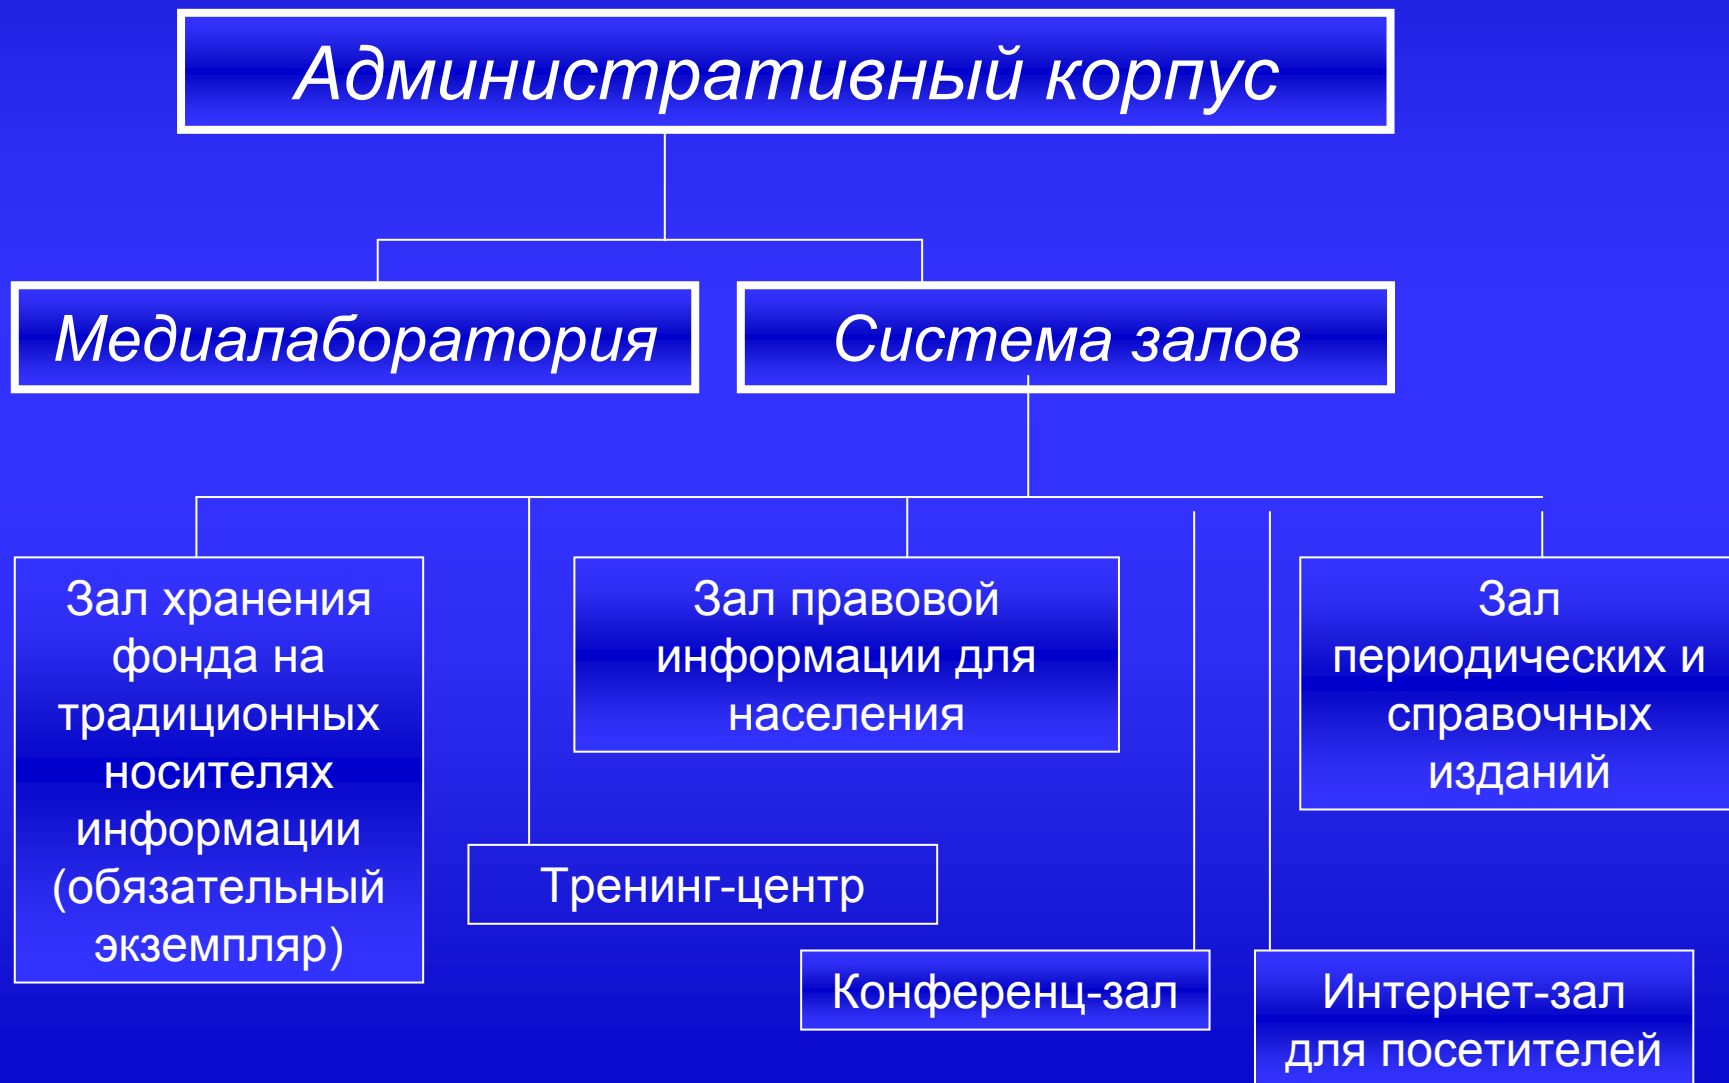 Административный корпус
Медиалаборатория
Система залов
Зал хранения
фонда на
традиционных
носителях
информации
(обязательный
экземпляр)
Зал правовой
информации для
населения
Зал
периодических и
справочных
изданий
Тренинг-центр
Конференц-зал
Интернет-зал
для посетителей